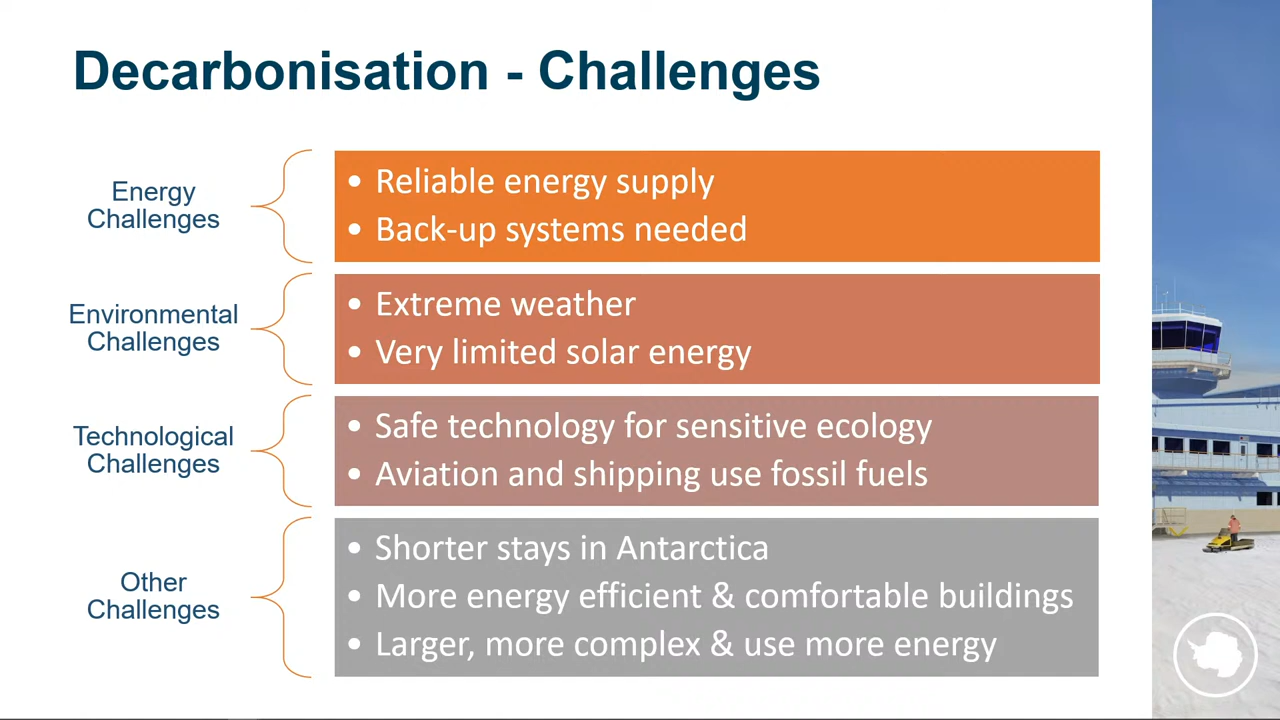 Decarbonisation - Challenges
Energy
Challenges
• Reliable energy supply
• Back-up systems needed
Environmental
Challenges
• Extreme weather
• Very limited solar energy
Technological
Challenges
• Safe technology for sensitive ecology
• Aviation and shipping use fossil fuels
Other
Challenges
• Shorter stays in Antarctica
• More energy efficient & comfortable buildings
• Larger, more complex & use more energy